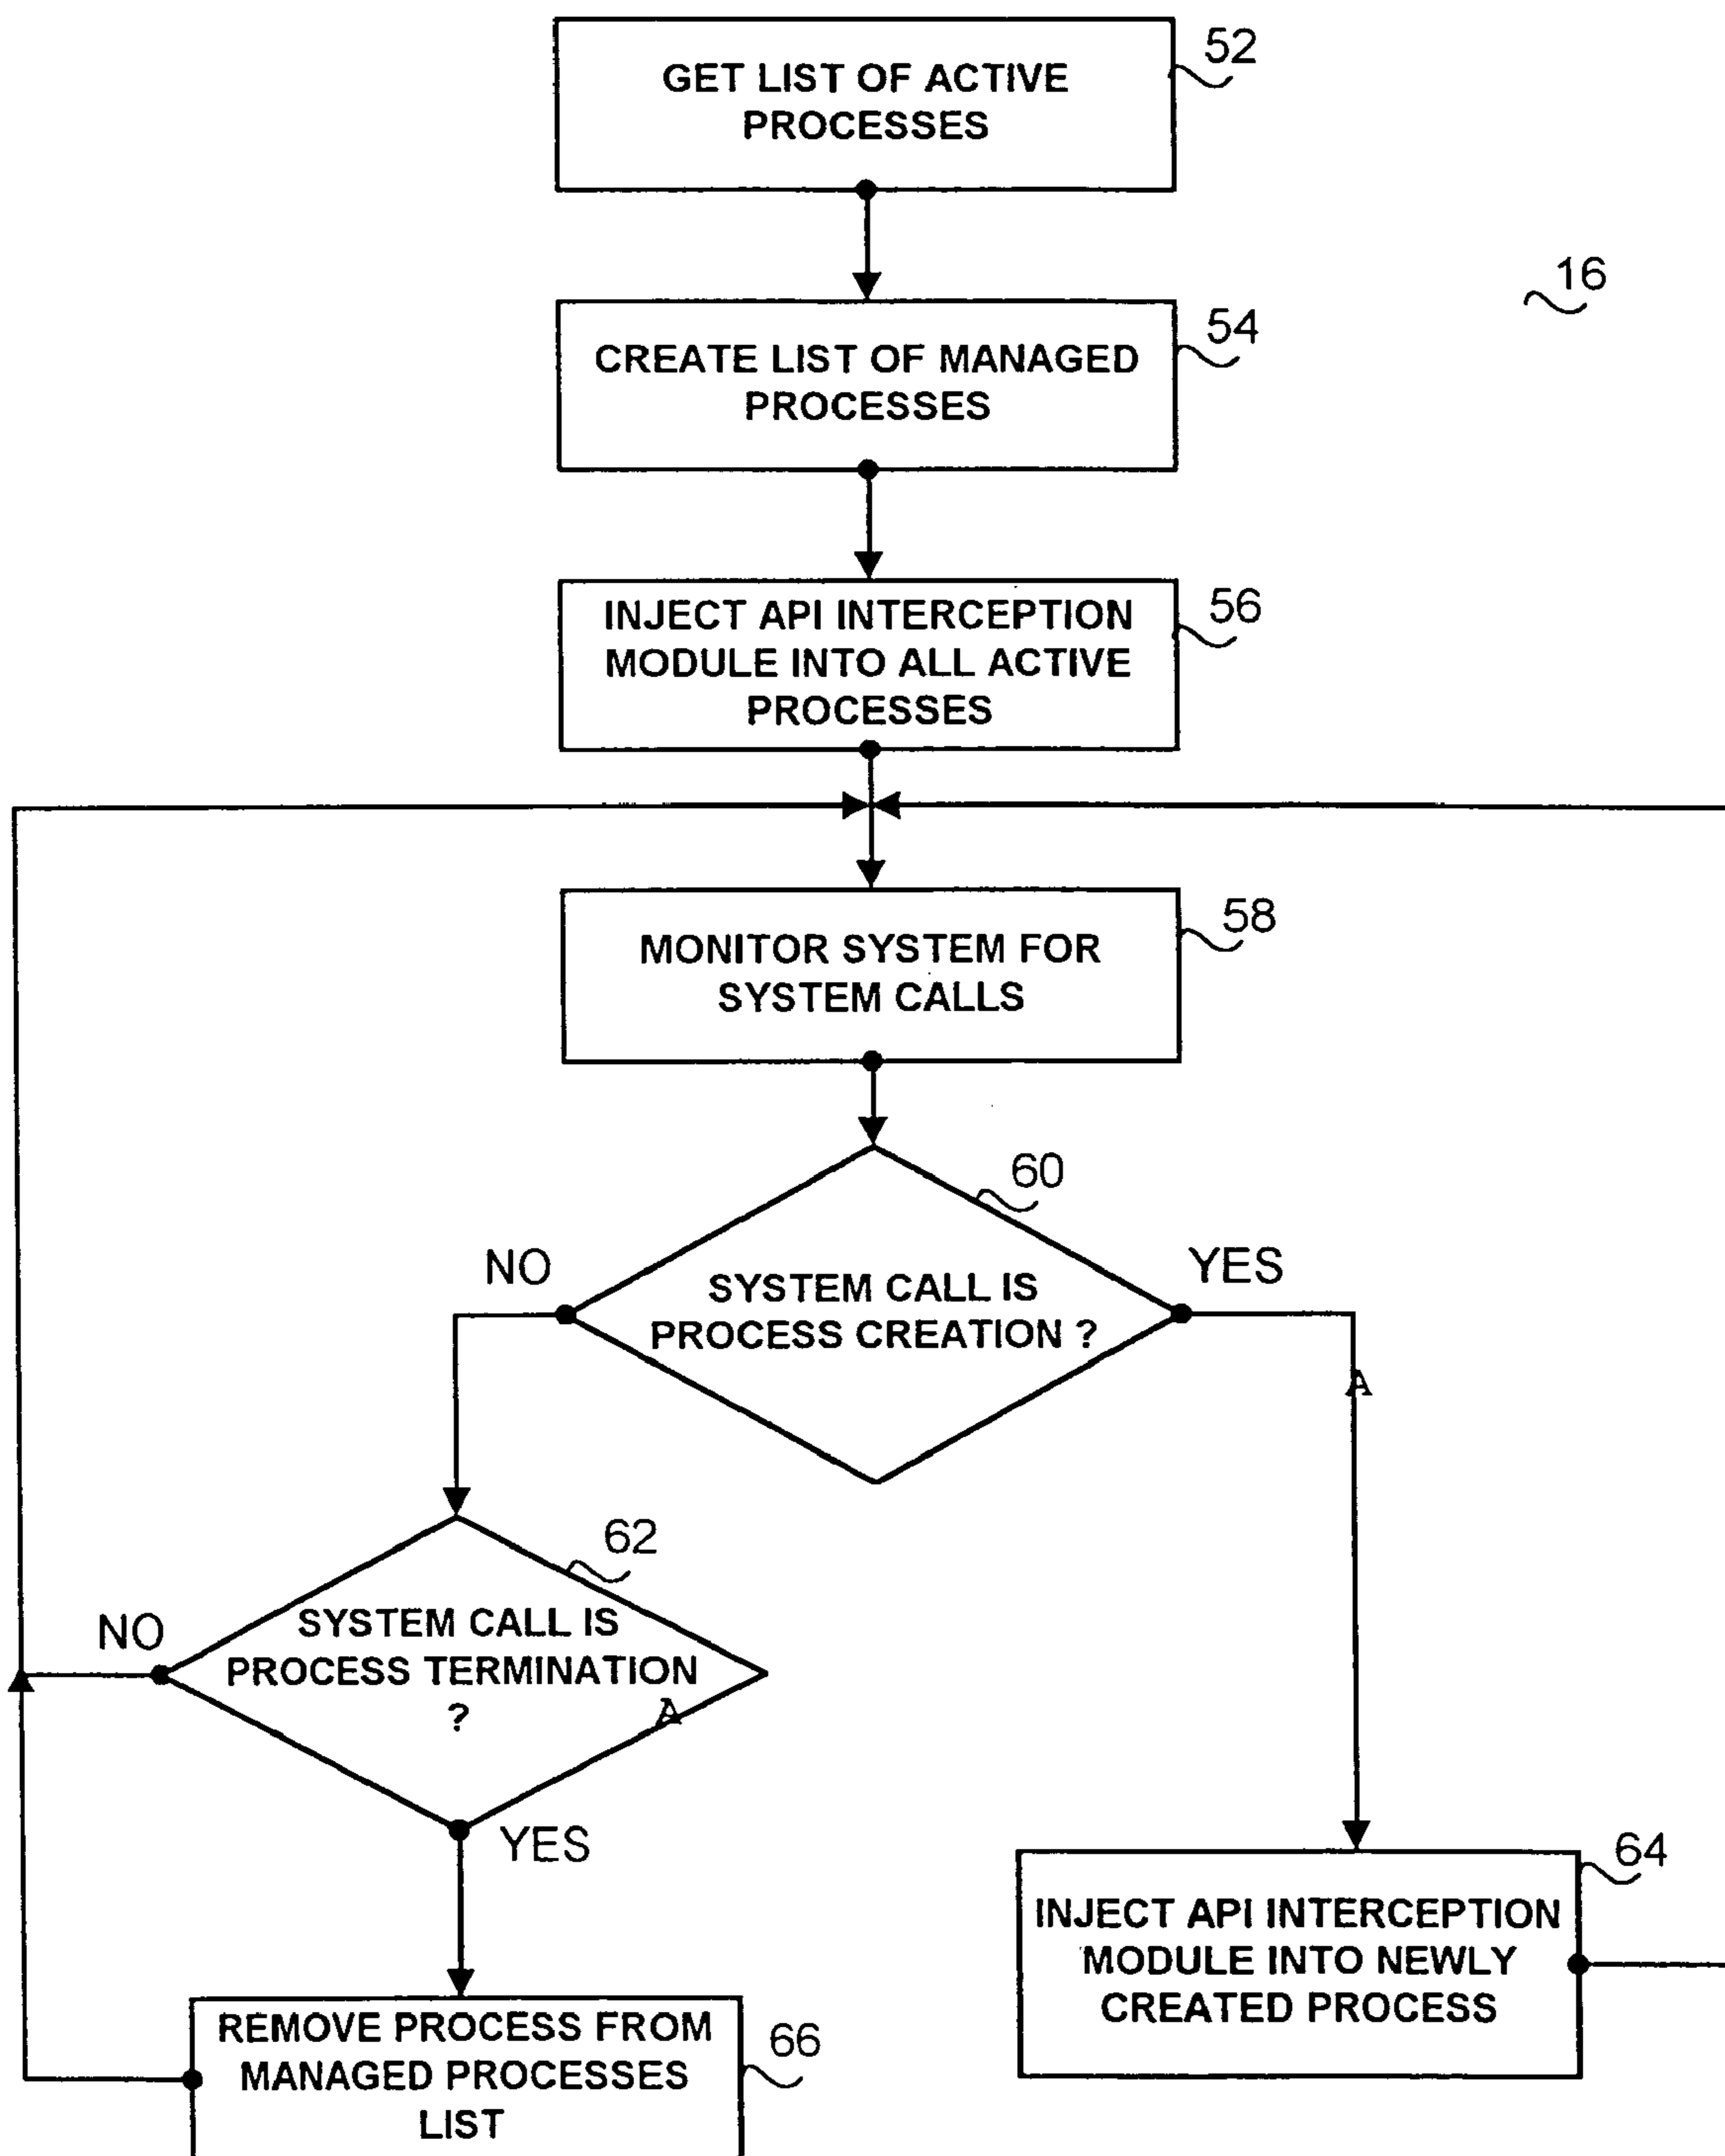 GET LIST OF ACTIVE
PROCESSES
52
16
CREATE LIST OF MANAGED
PROCESSES
54
INJECT API INTERCEPTION
MODULE INTO ALL ACTIVE
PROCESSES
56
MONITOR SYSTEM FOR
SYSTEM CALLS
58
60
NO
YES
SYSTEM CALL IS
PROCESS CREATION ?
A
62
NO
SYSTEM CALL IS
PROCESS TERMINATION
?
A
YES
64
INJECT API INTERCEPTION
MODULE INTO NEWLY
CREATED PROCESS
REMOVE PROCESS FROM
MANAGED PROCESSES
LIST
66